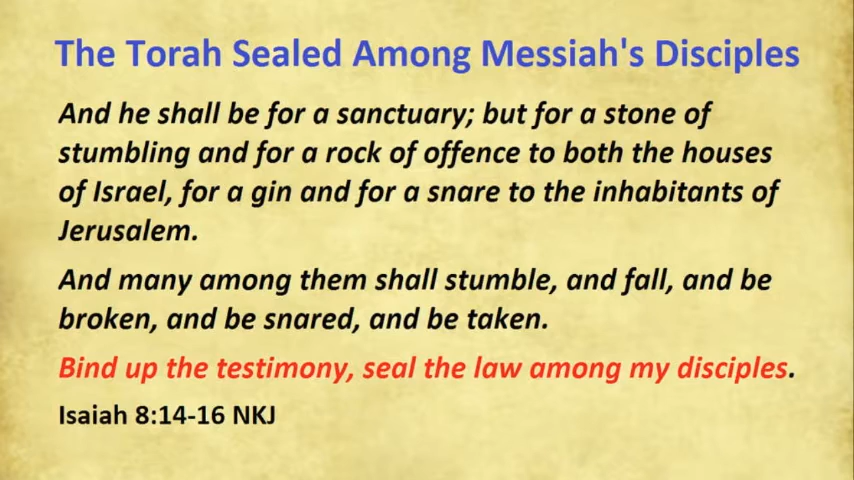 The Torah Sealed Among Messiah's Disciples
And he shall be for a sanctuary; but for a stone of
stumbling and for a rock of offence to both the houses
of Israel, for a gin and for a snare to the inhabitants of
Jerusalem.
And many among them shall stumble, and fall, and be
broken, and be snared, and be taken.
Bind up the testimony, seal the law among my disciples.
Isaiah 8:14-16 NKJ